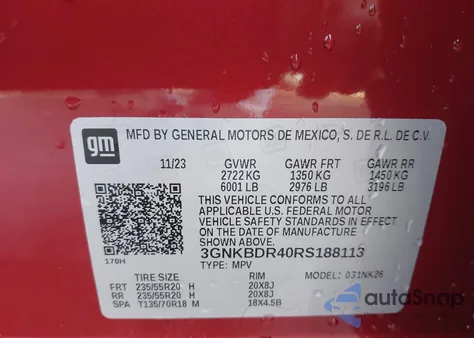 gm
MFD BY GENERAL MOTORS DE MEXICO, S. DE R.L. DE C.V.
11/23 GVWR GAWR FRT GAWR RR
2722 KG 1350 KG 1450 KG
6001 LB 2976 LB 3196 LB
THIS VEHICLE CONFORMS TO ALL
APPLICABLE U.S. FEDERAL MOTOR
VEHICLE SAFETY STANDARDS IN EFFECT
ON THE DATE OF MANUFACTURE
SHOWN ABOVE.
3GNKBDR40RS188113
170H TYPE: MPV MODEL: 031NK26
TIRE SIZE RIM
FRT 235/55R20 H 20X8J
RR 235/55R20 H 20X8J
SPA T135/70R18 M 18X4.5B
autoSnap